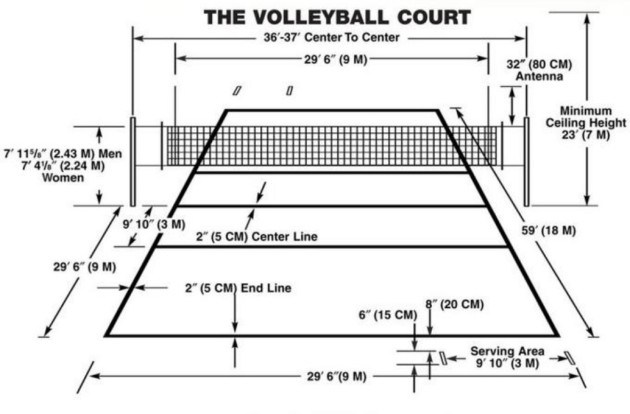 THE VOLLEYBALL COURT
36′-37′ Center To Center
29′ 6″ (9 M)
32″ (80 CM)
Antenna
Minimum
Ceiling Height
23′ (7 M)
7′ 11⁵/₈″ (2.43 M) Men
7′ 4¹/₈″ (2.24 M)
Women
9′ 10″ (3 M)
2″ (5 CM) Center Line
59′ (18 M)
29′ 6″ (9 M)
2″ (5 CM) End Line
6″ (15 CM)
8″ (20 CM)
Serving Area
9′ 10″ (3 M)
29′ 6″(9 M)